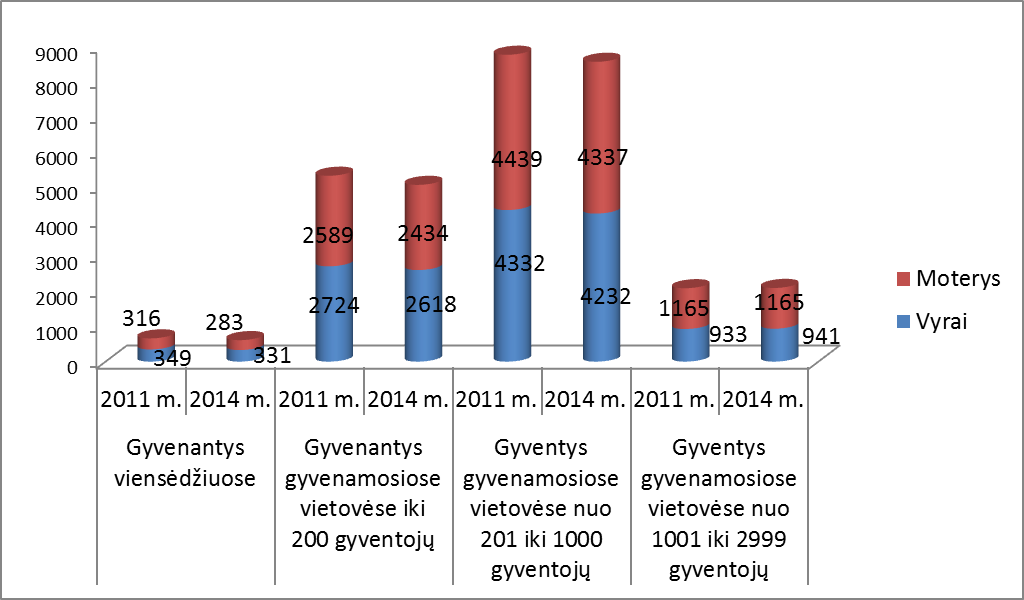 9000
8000
7000
6000
5000
4000
3000
2000
1000
0
316
349
283
331
2589
2724
2434
2618
4439
4332
4337
4232
1165
933
1165
941
Moterys
Vyrai
2011 m. 2014 m. 2011 m. 2014 m. 2011 m. 2014 m. 2011 m. 2014 m.
Gyvenantys
viensėdžiuose
Gyvenantys
gyvenamosiose
vietovėse iki
200 gyventojų
Gyventys
gyvenamosiose
vietovėse nuo
201 iki 1000
gyventojų
Gyventys
gyvenamosiose
vietovėse nuo
1001 iki 2999
gyventojų